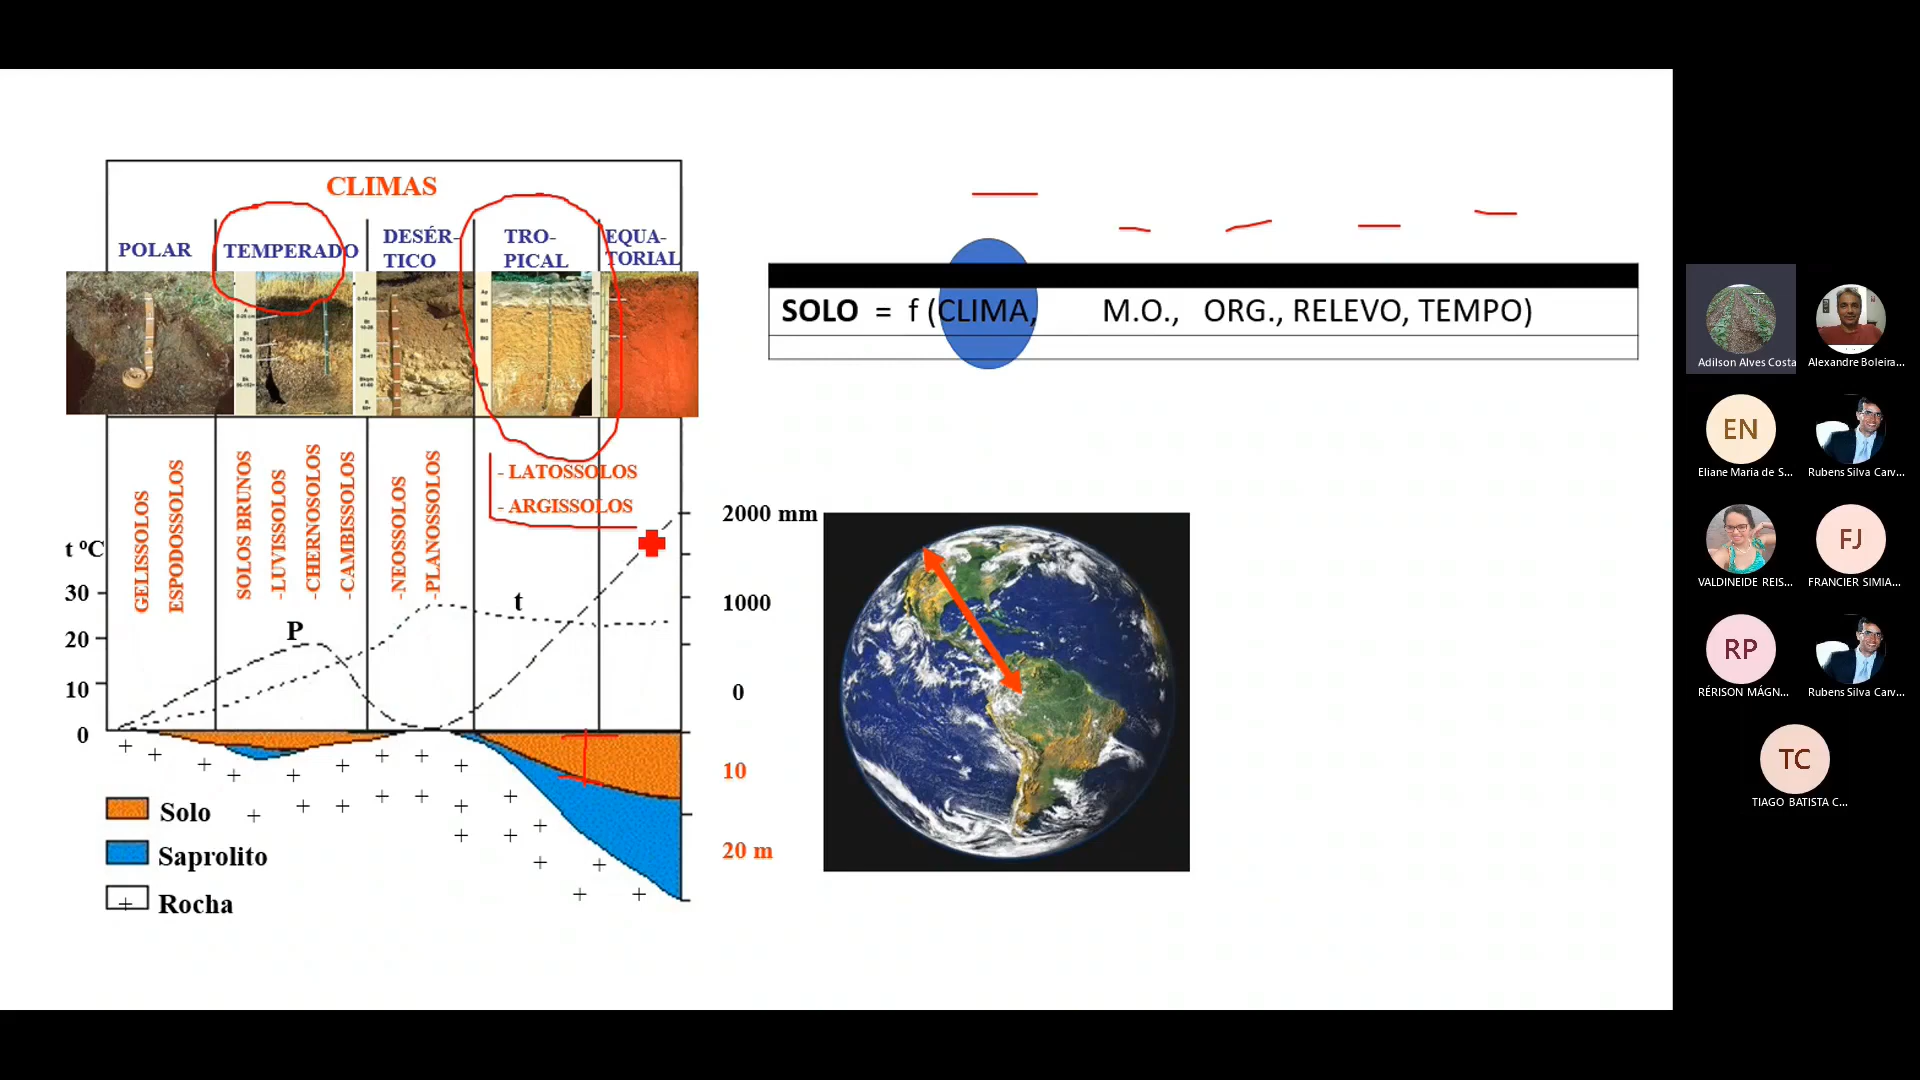 CLIMAS
POLAR
TEMPERADO
DESÉR-
TICO
TRO-
PICAL
EQUA-
TORIAL
GELISSOLOS
ESPODOSSOLOS
SOLOS BRUNOS
-LUVISSOLOS
-CHERNOSOLOS
-CAMBISSOLOS
-NEOSSOLOS
-PLANOSSOLOS
- LATOSSOLOS
- ARGISSOLOS
t ºC
30
20
10
0
P
t
2000 mm
1000
0
10
20 m
Solo
Saprolito
Rocha
SOLO = f (CLIMA, M.O., ORG., RELEVO, TEMPO)
Adilson Alves Costa
Alexandre Boleira...
EN
Eliane Maria de S...
Rubens Silva Carv...
VALDINEIDE REIS...
FJ
FRANCIER SIMIA...
RP
RÉRISON MÁGN...
Rubens Silva Carv...
TC
TIAGO BATISTA C...